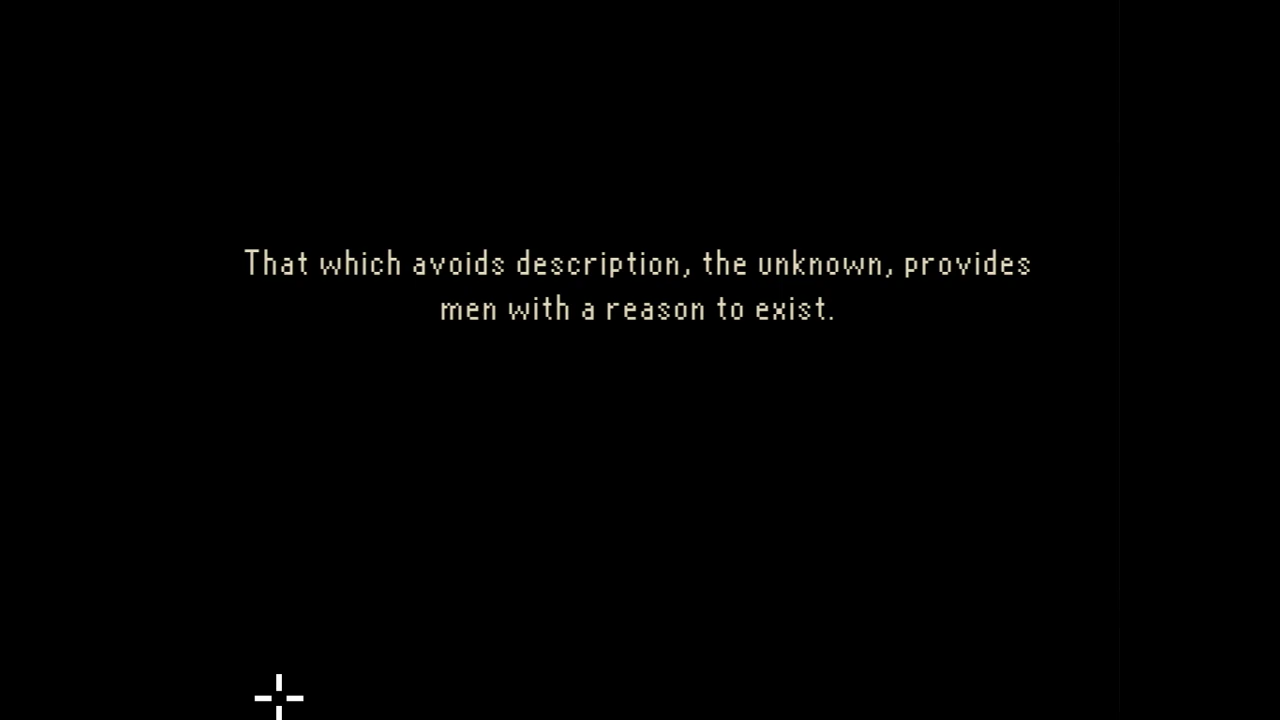 That which avoids description, the unknown, provides
men with a reason to exist.